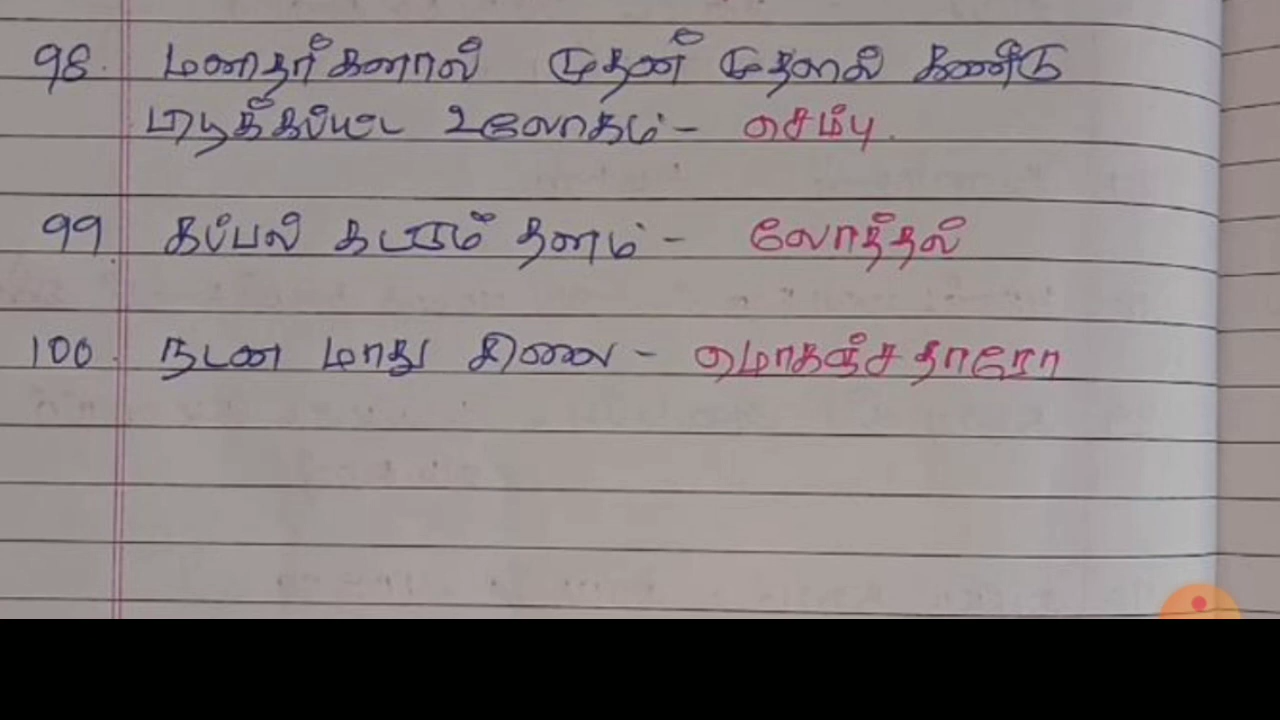 98. மனிதர்களால் முதன் முதலில் கண்டு
பிடிக்கப்பட்ட உலோகம் - செம்பு.
99. கப்பல் கட்டும் தளம் - லோத்தல்
100. நடன மாது சிலை - மொகஞ்சதாரோ